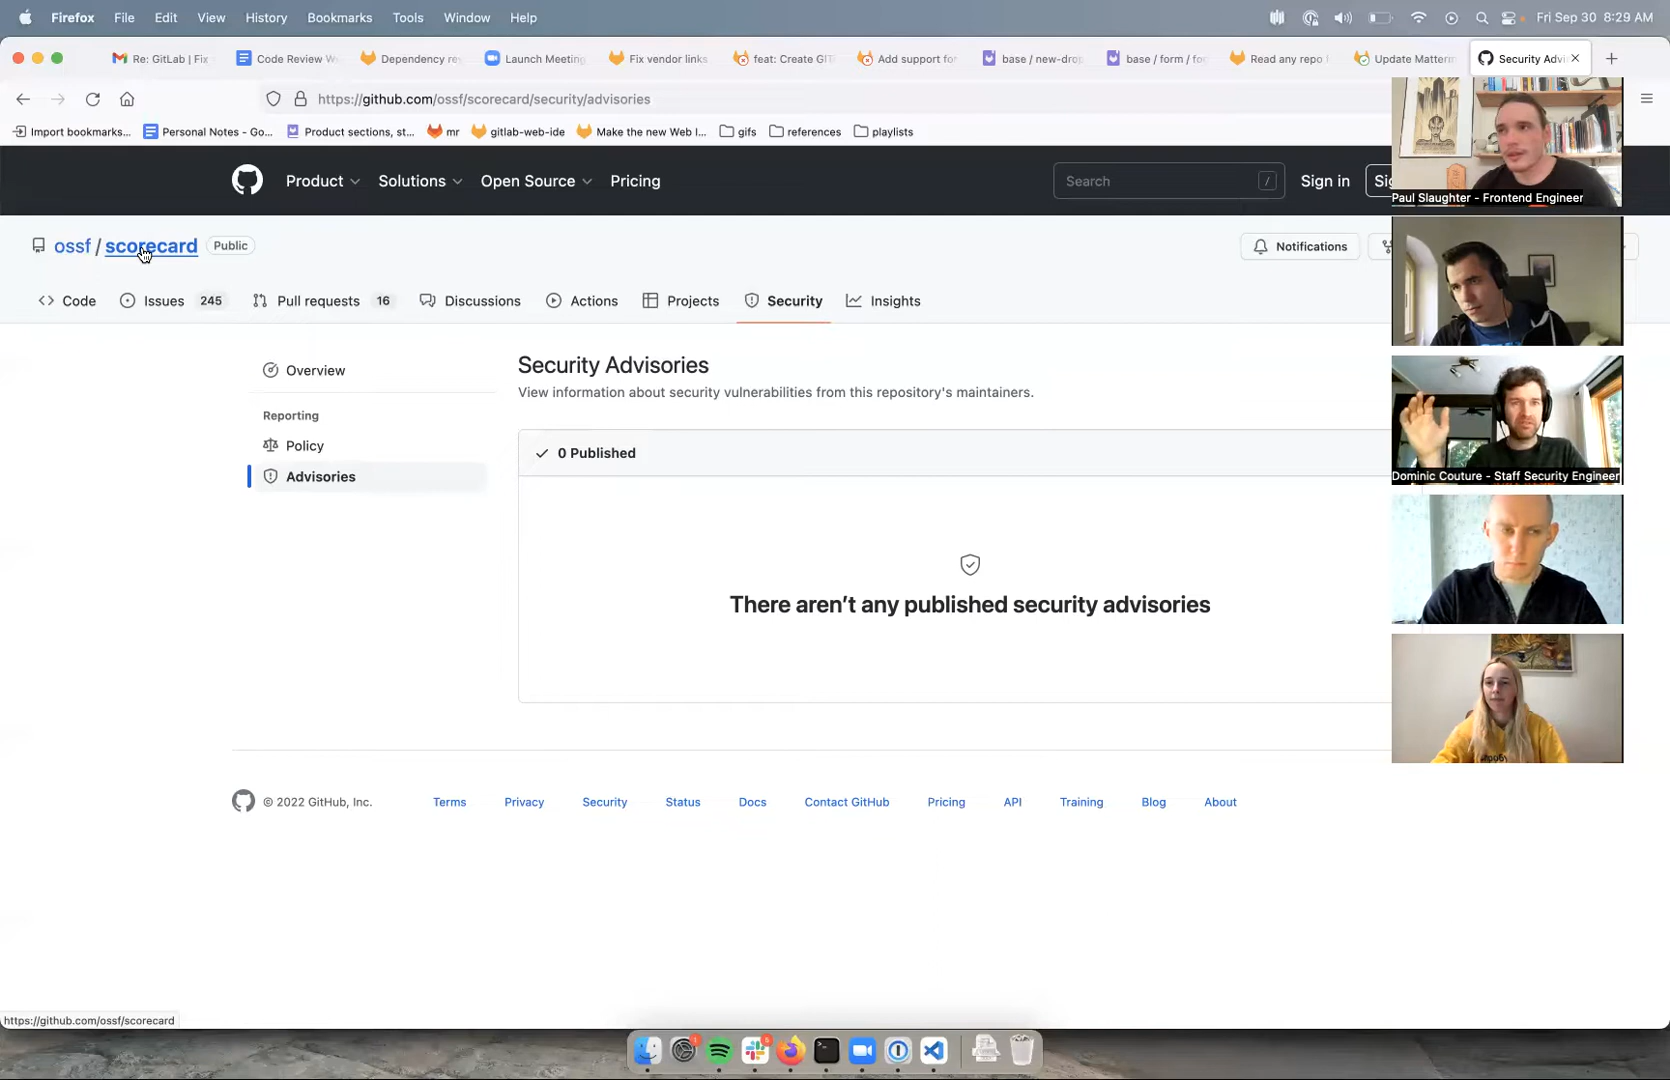 Firefox File Edit View History Bookmarks Tools Window Help
Fri Sep 30 8:29 AM
Re: GitLab | Fix
Code Review W
Dependency re
Launch Meeting
Fix vendor links
feat: Create GIT
Add support fo
base / new-drop
base / form / fo
Read any repo
Update Matterm
Security Advi
https://github.com/ossf/scorecard/security/advisories
Import bookmarks...
Personal Notes - Go...
Product sections, st...
mr
gitlab-web-ide
Make the new Web I...
gifs
references
playlists
Product
Solutions
Open Source
Pricing
Search
/
Sign in
Paul Slaughter - Frontend Engineer
ossf / scorecard
Public
Notifications
Code
Issues 245
Pull requests 16
Discussions
Actions
Projects
Security
Insights
Overview
Reporting
Policy
Advisories
Security Advisories
View information about security vulnerabilities from this repository's maintainers.
0 Published
There aren't any published security advisories
Dominic Couture - Staff Security Engineer
© 2022 GitHub, Inc.
Terms
Privacy
Security
Status
Docs
Contact GitHub
Pricing
API
Training
Blog
About
https://github.com/ossf/scorecard